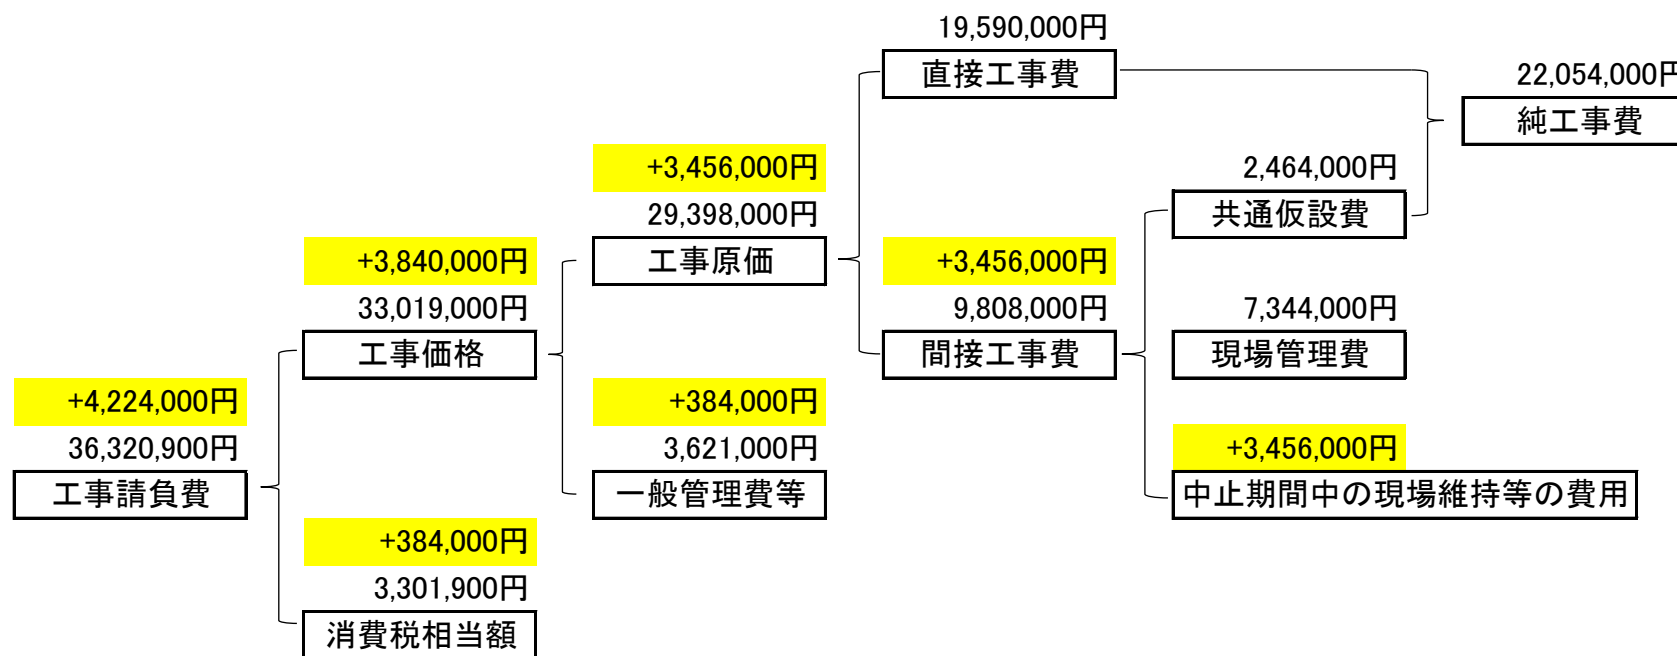 19,590,000円
直接工事費
22,054,000円
純工事費
+3,456,000円
29,398,000円
工事原価
2,464,000円
共通仮設費
+3,840,000円
33,019,000円
工事価格
+3,456,000円
9,808,000円
間接工事費
7,344,000円
現場管理費
+4,224,000円
36,320,900円
工事請負費
+384,000円
3,621,000円
一般管理費等
+3,456,000円
中止期間中の現場維持等の費用
+384,000円
3,301,900円
消費税相当額